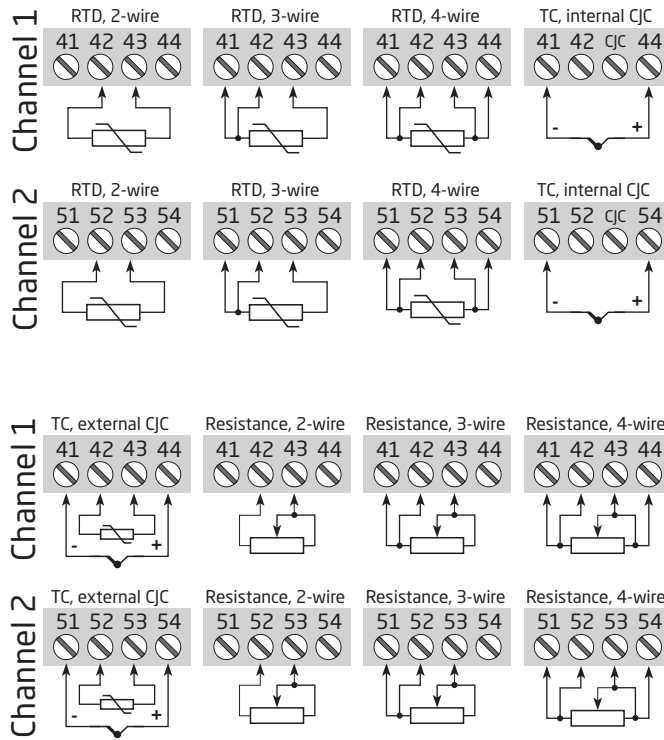 Channel 1
RTD, 2-wire
41 42 43 44
RTD, 3-wire
41 42 43 44
RTD, 4-wire
41 42 43 44
TC, internal CJC
41 42 CJC 44
- +
Channel 2
RTD, 2-wire
51 52 53 54
RTD, 3-wire
51 52 53 54
RTD, 4-wire
51 52 53 54
TC, internal CJC
51 52 CJC 54
- +
Channel 1
TC, external CJC
41 42 43 44
- +
Resistance, 2-wire
41 42 43 44
Resistance, 3-wire
41 42 43 44
Resistance, 4-wire
41 42 43 44
Channel 2
TC, external CJC
51 52 53 54
- +
Resistance, 2-wire
51 52 53 54
Resistance, 3-wire
51 52 53 54
Resistance, 4-wire
51 52 53 54